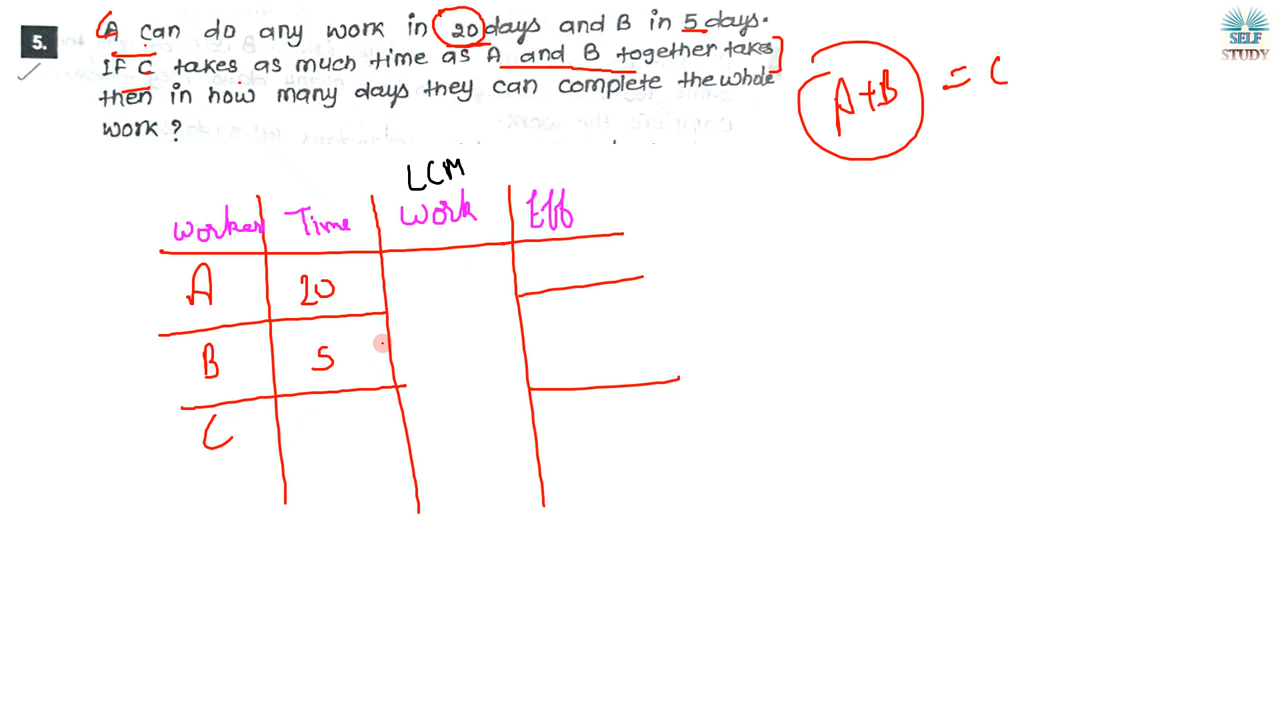 5.
A can do any work in 20 days and B in 5 days.
If C takes as much time as A and B together takes
then in how many days they can complete the whole
work?
A+B = C
SELF
STUDY
LCM
Worker Time Work Eff
A 20
B 5
C